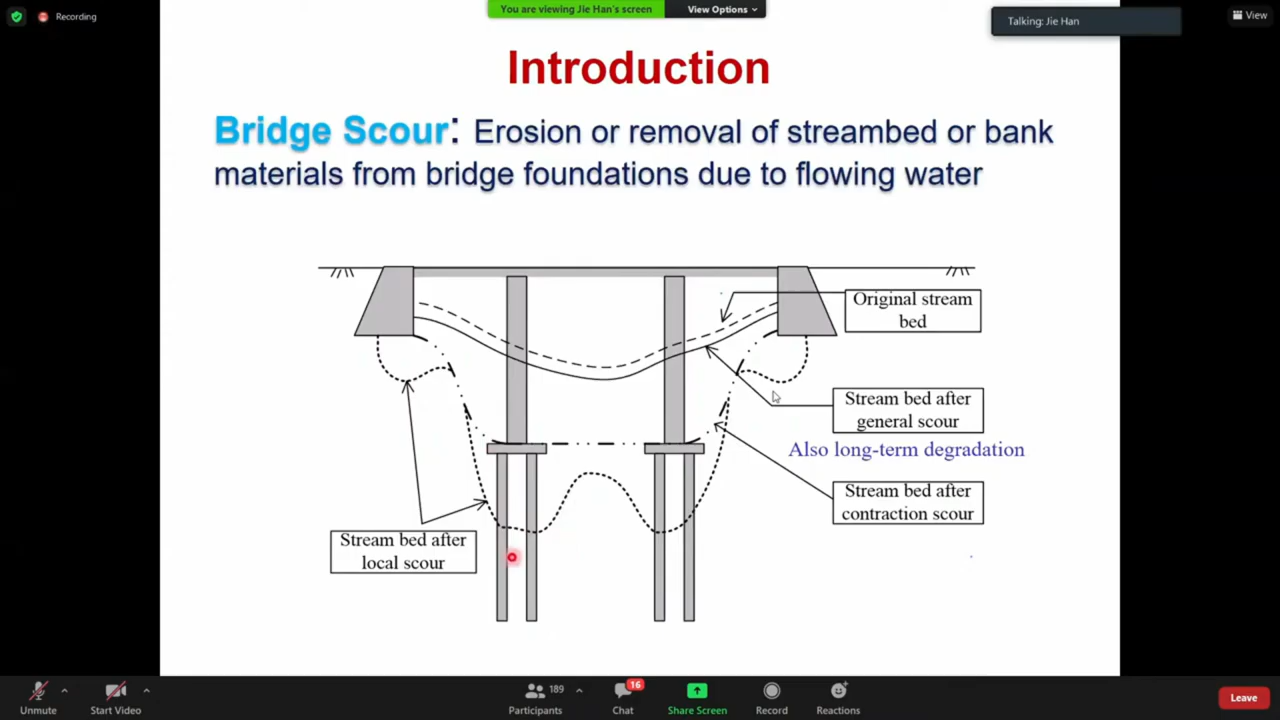 Recording
You are viewing Jie Han's screen
View Options
Talking: Jie Han
View
Introduction
Bridge Scour: Erosion or removal of streambed or bank
materials from bridge foundations due to flowing water
Original stream
bed
Stream bed after
general scour
Also long-term degradation
Stream bed after
contraction scour
Stream bed after
local scour
Unmute
Start Video
189
Participants
16
Chat
Share Screen
Record
Reactions
Leave